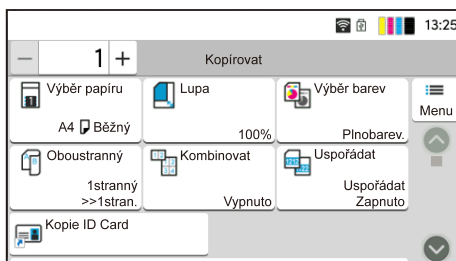 13:25
— 1 + Kopírovat
Výběr papíru
A4 Běžný
Lupa
100%
Výběr barev
Plnobarev.
Menu
Oboustranný
1stranný
>>1stran.
Kombinovat
Vypnuto
Uspořádat
Uspořádat
Zapnuto
Kopie ID Card